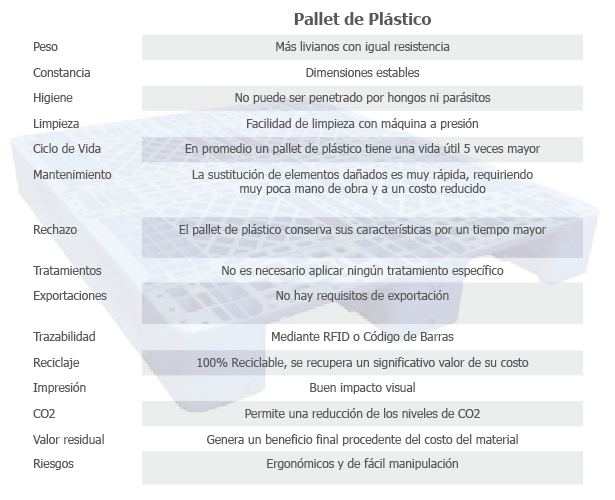 Pallet de Plástico
Peso Más livianos con igual resistencia
Constancia Dimensiones estables
Higiene No puede ser penetrado por hongos ni parásitos
Limpieza Facilidad de limpieza con máquina a presión
Ciclo de Vida En promedio un pallet de plástico tiene una vida útil 5 veces mayor
Mantenimiento La sustitución de elementos dañados es muy rápida, requiriendo
muy poca mano de obra y a un costo reducido
Rechazo El pallet de plástico conserva sus características por un tiempo mayor
Tratamientos No es necesario aplicar ningún tratamiento específico
Exportaciones No hay requisitos de exportación
Trazabilidad Mediante RFID o Código de Barras
Reciclaje 100% Reciclable, se recupera un significativo valor de su costo
Impresión Buen impacto visual
CO2 Permite una reducción de los niveles de CO2
Valor residual Genera un beneficio final procedente del costo del material
Riesgos Ergonómicos y de fácil manipulación